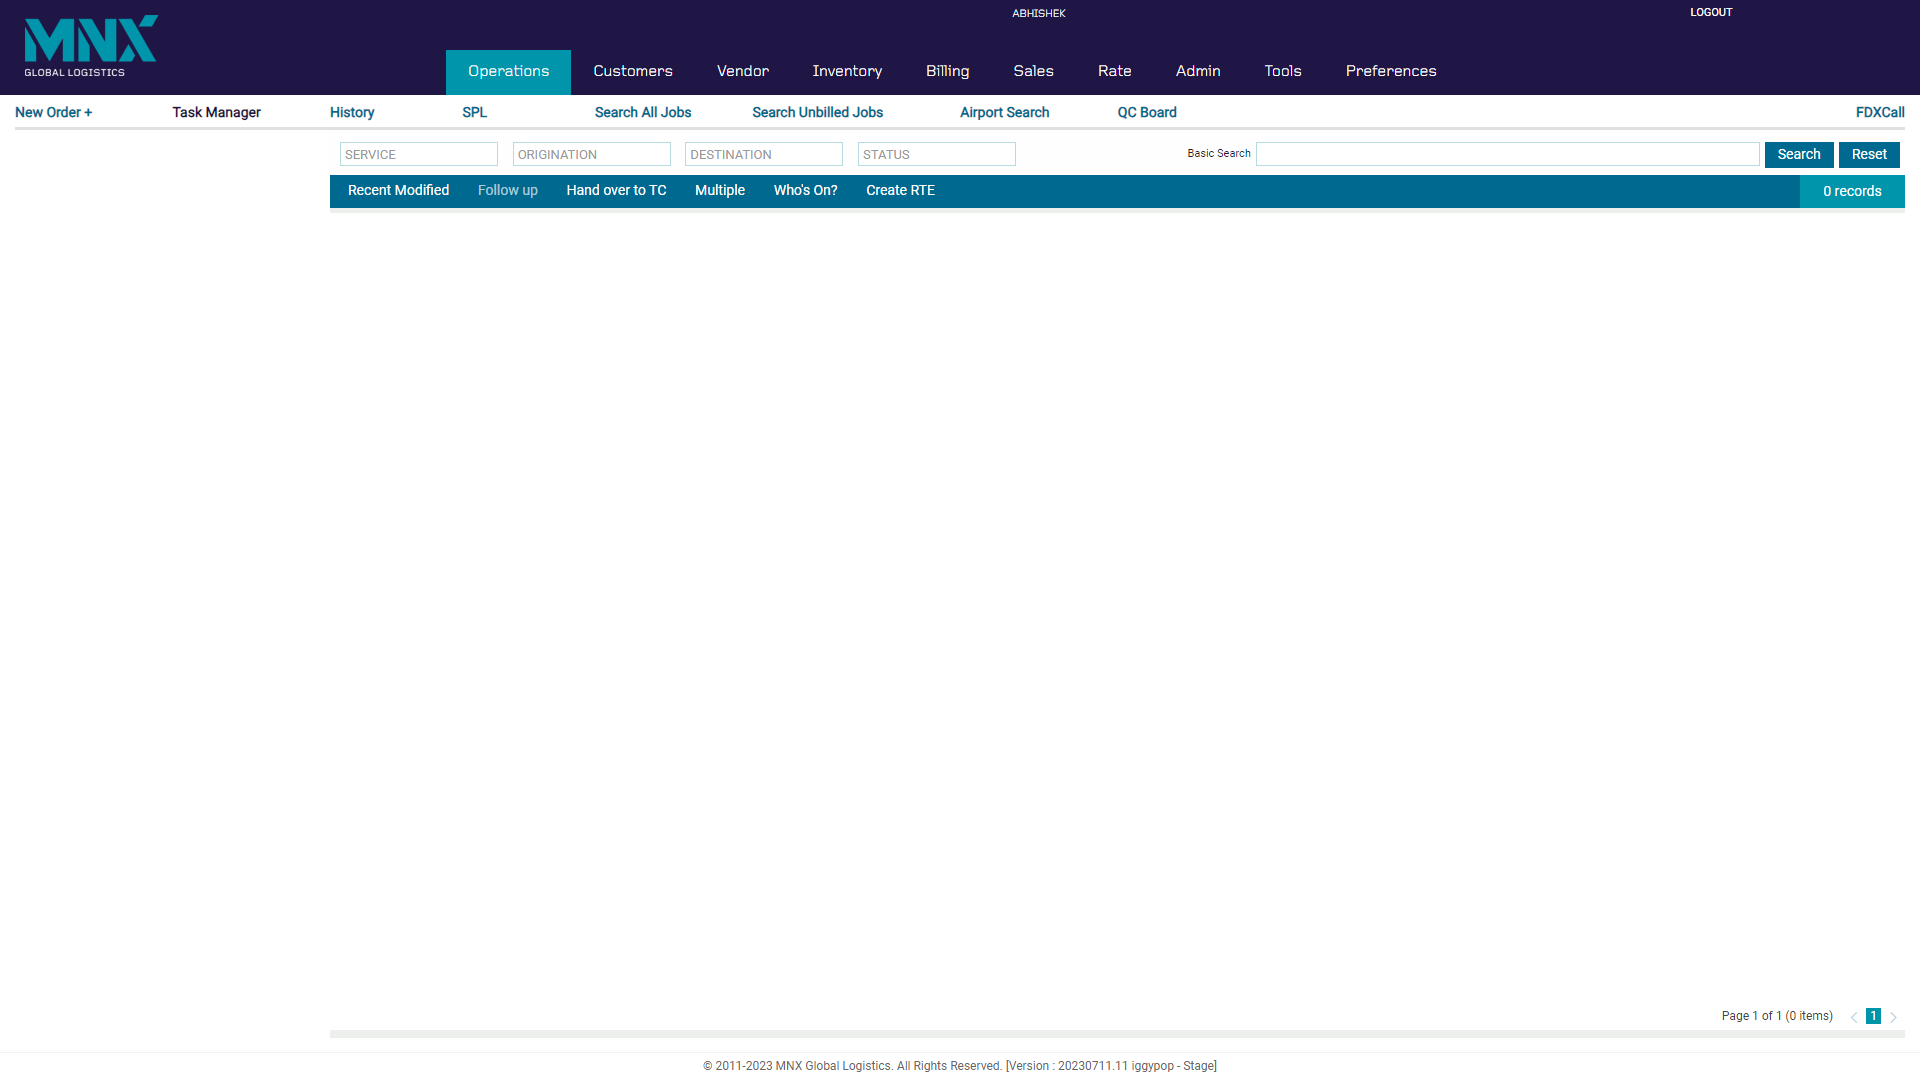 MNX
GLOBAL LOGISTICS
ABHISHEK
LOGOUT
Operations Customers Vendor Inventory Billing Sales Rate Admin Tools Preferences
New Order + Task Manager History SPL Search All Jobs Search Unbilled Jobs Airport Search QC Board FDXCall
SERVICE ORIGINATION DESTINATION STATUS Basic Search Search Reset
Recent Modified Follow up Hand over to TC Multiple Who's On? Create RTE 0 records
Page 1 of 1 (0 items) 1
© 2011-2023 MNX Global Logistics. All Rights Reserved. [Version : 20230711.11 iggypop - Stage]